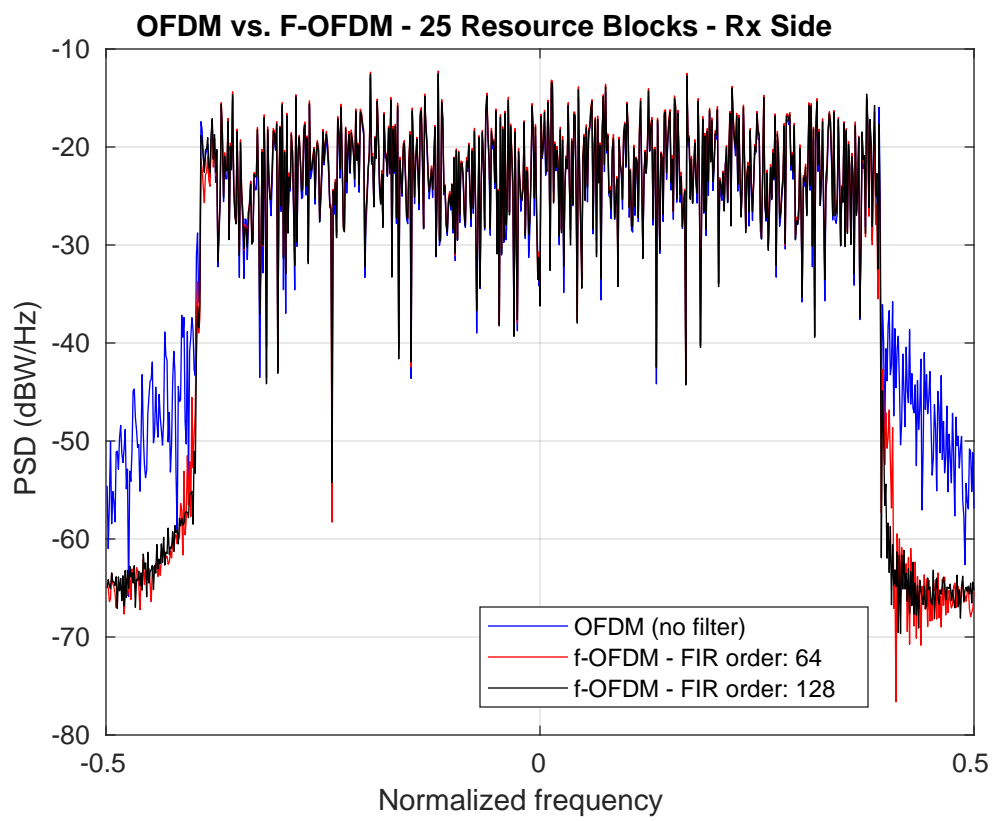 OFDM vs. F-OFDM - 25 Resource Blocks - Rx Side
-10
-20
-30
-40
-50
-60
-70
-80
PSD (dBW/Hz)
OFDM (no filter)
f-OFDM - FIR order: 64
f-OFDM - FIR order: 128
-0.5
0
0.5
Normalized frequency